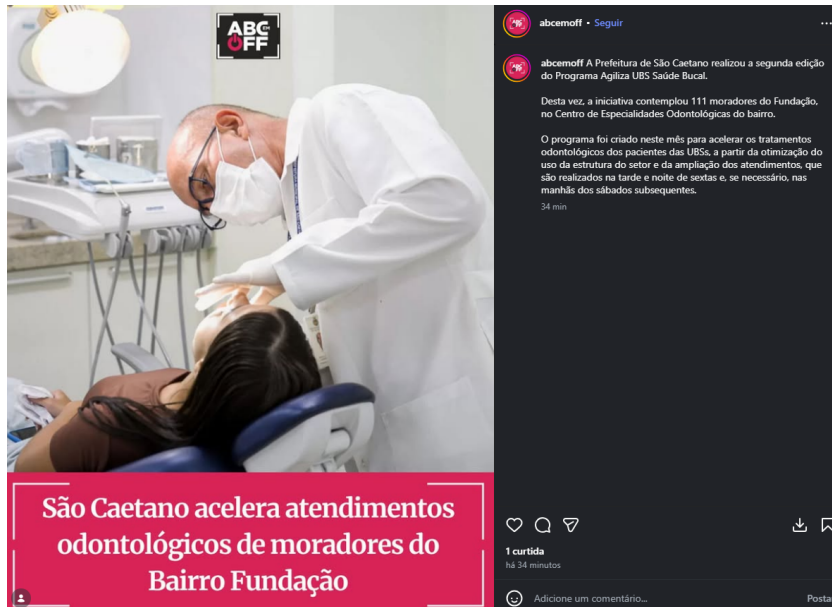 ABC
EM
OFF
São Caetano acelera atendimentos
odontológicos de moradores do
Bairro Fundação
abcemoff • Seguir
abcemoff A Prefeitura de São Caetano realizou a segunda edição
do Programa Agiliza UBS Saúde Bucal.
Desta vez, a iniciativa contemplou 111 moradores do Fundação,
no Centro de Especialidades Odontológicas do bairro.
O programa foi criado neste mês para acelerar os tratamentos
odontológicos dos pacientes das UBSs, a partir da otimização do
uso da estrutura do setor e da ampliação dos atendimentos, que
são realizados na tarde e noite de sextas e, se necessário, nas
manhãs dos sábados subsequentes.
34 min
1 curtida
há 34 minutos
Adicione um comentário... Posta